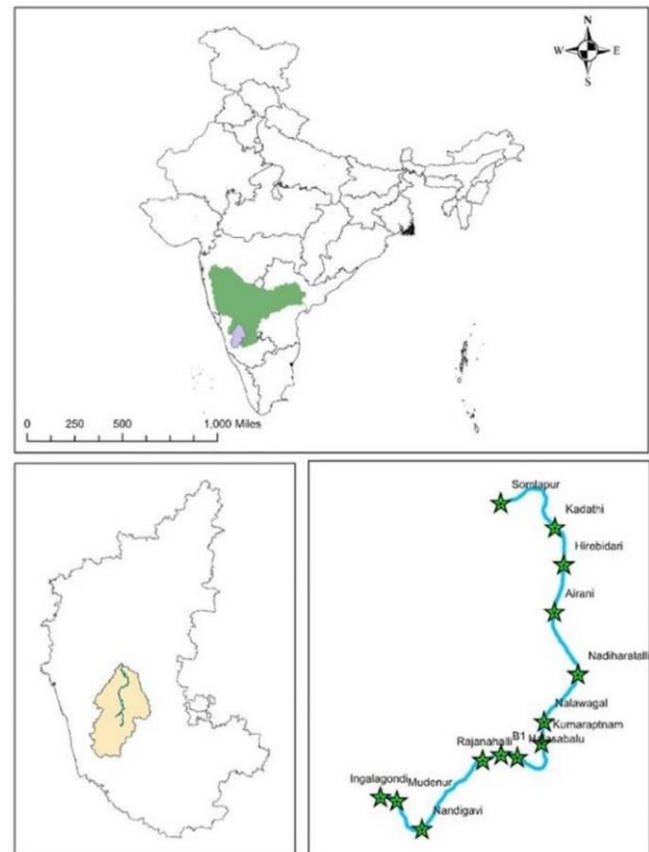 N
W E
S
0 250 500 1,000 Miles
Somlapur
Kadathi
Hirebidari
Airani
Nadiharalalli
Nalawagal
Kumaraptnam
Rajanahalli B1
Ingalagondi Mudenur
Nandigavi